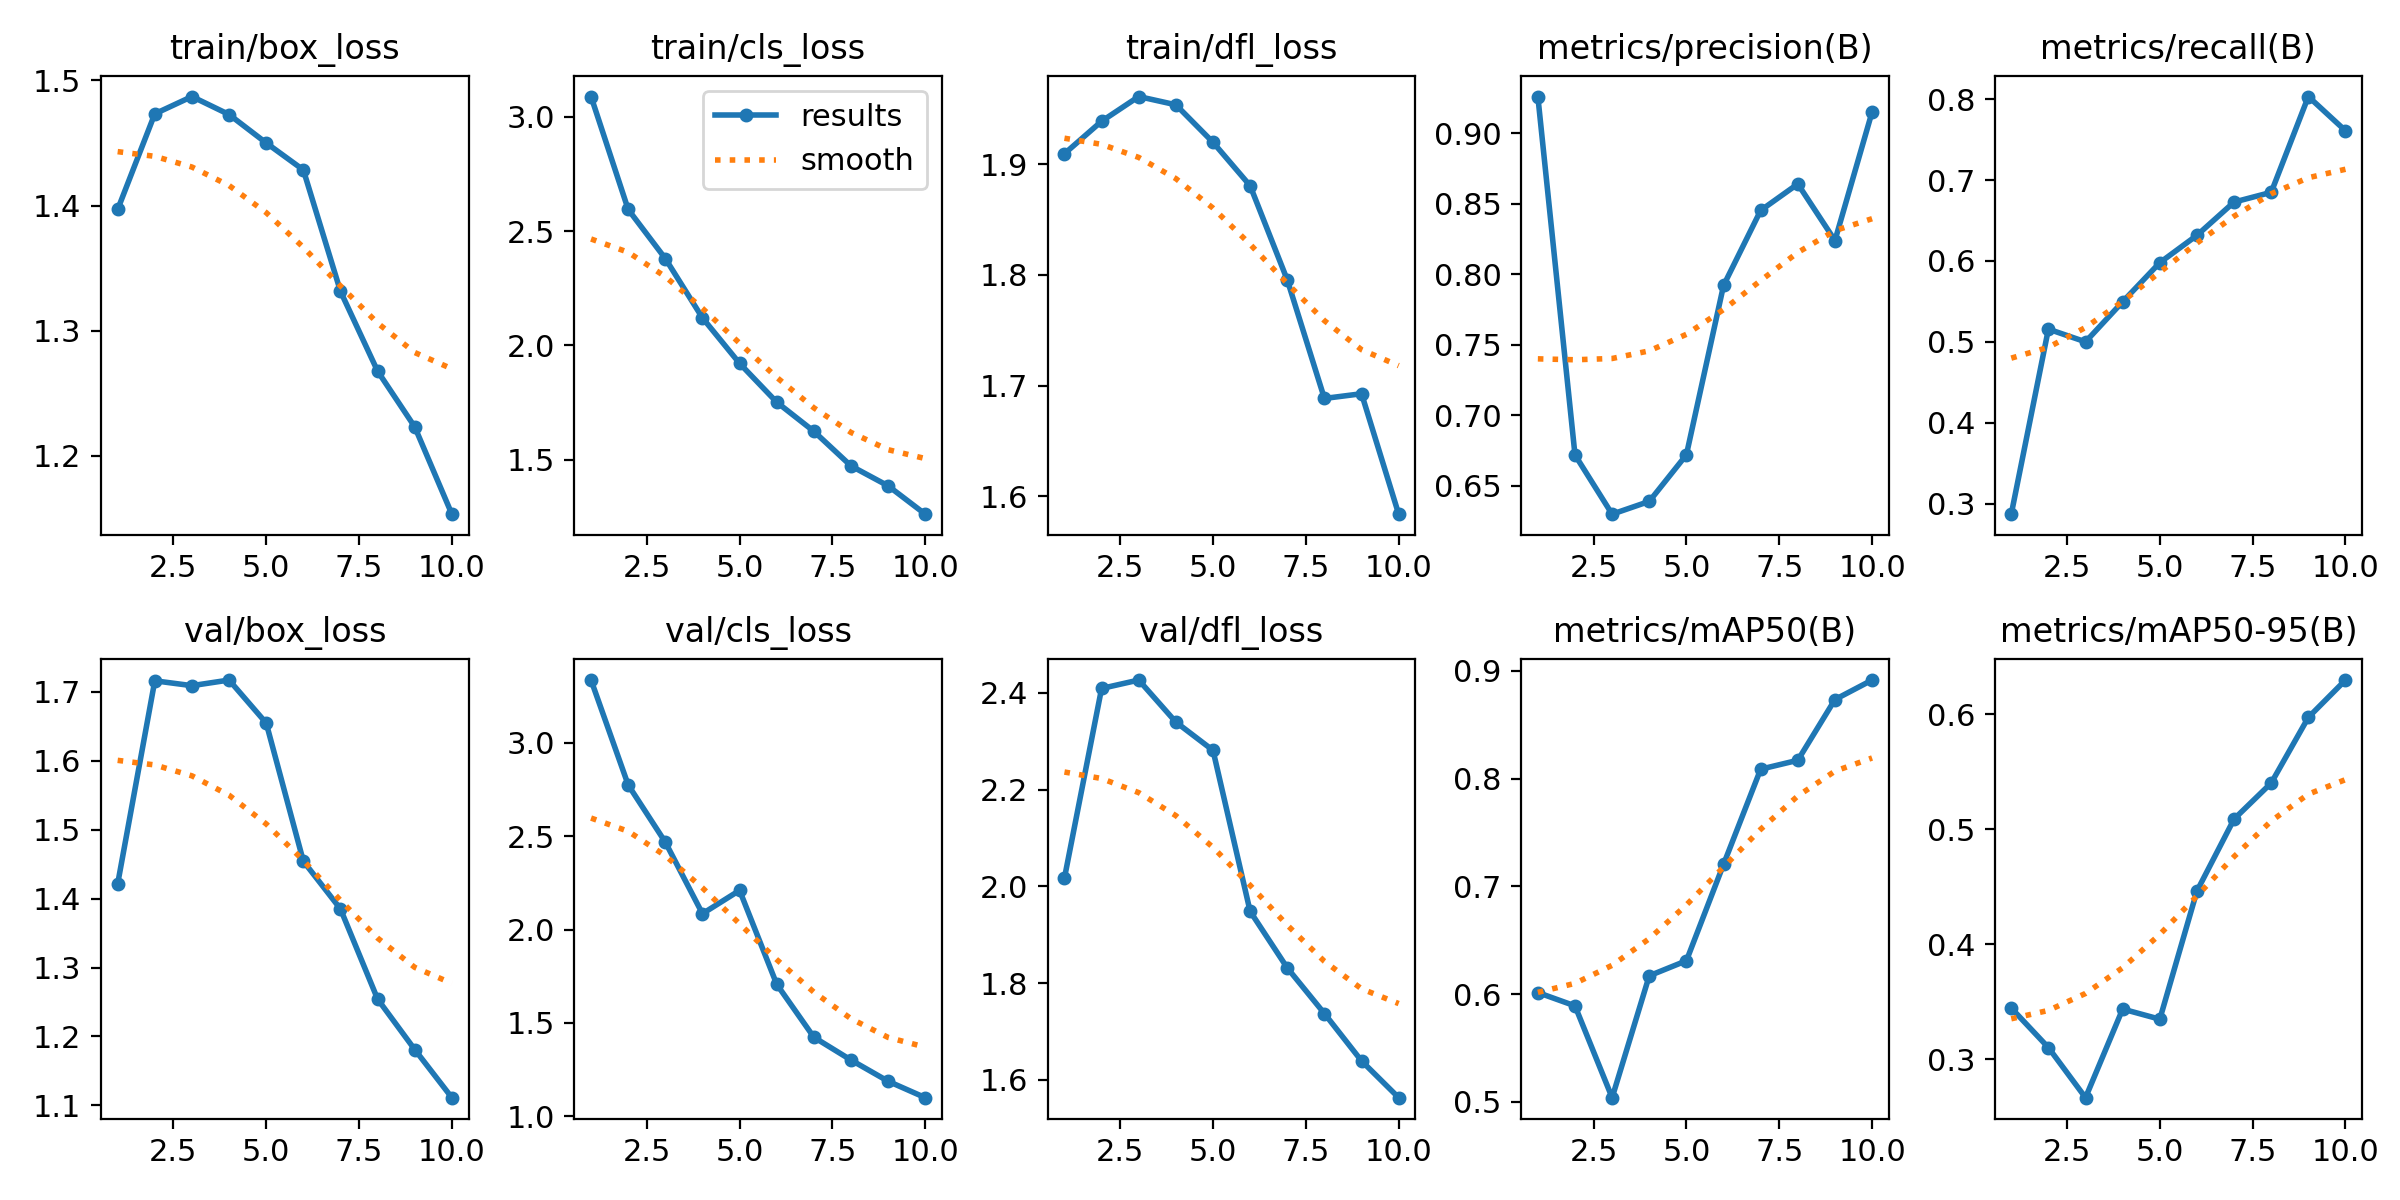 train/box_loss
1.5
1.4
1.3
1.2
2.5 5.0 7.5 10.0
train/cls_loss
results
smooth
3.0
2.5
2.0
1.5
2.5 5.0 7.5 10.0
train/dfl_loss
1.9
1.8
1.7
1.6
2.5 5.0 7.5 10.0
metrics/precision(B)
0.90
0.85
0.80
0.75
0.70
0.65
2.5 5.0 7.5 10.0
metrics/recall(B)
0.8
0.7
0.6
0.5
0.4
0.3
2.5 5.0 7.5 10.0
val/box_loss
1.7
1.6
1.5
1.4
1.3
1.2
1.1
2.5 5.0 7.5 10.0
val/cls_loss
3.0
2.5
2.0
1.5
1.0
2.5 5.0 7.5 10.0
val/dfl_loss
2.4
2.2
2.0
1.8
1.6
2.5 5.0 7.5 10.0
metrics/mAP50(B)
0.9
0.8
0.7
0.6
0.5
2.5 5.0 7.5 10.0
metrics/mAP50-95(B)
0.6
0.5
0.4
0.3
2.5 5.0 7.5 10.0